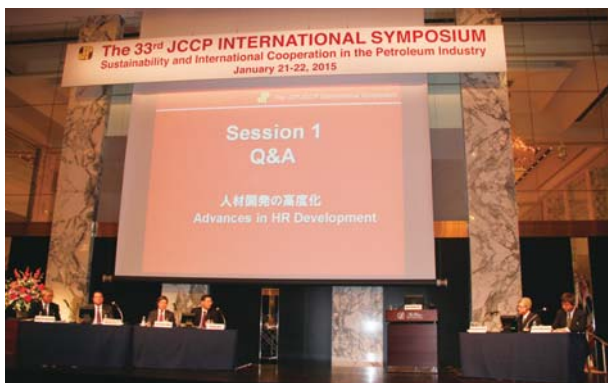 The 33rd JCCP INTERNATIONAL SYMPOSIUM
Sustainability and International Cooperation in the Petroleum Industry
January 21-22, 2015
Session 1
Q&A
人材開発の高度化
Advances in HR Development